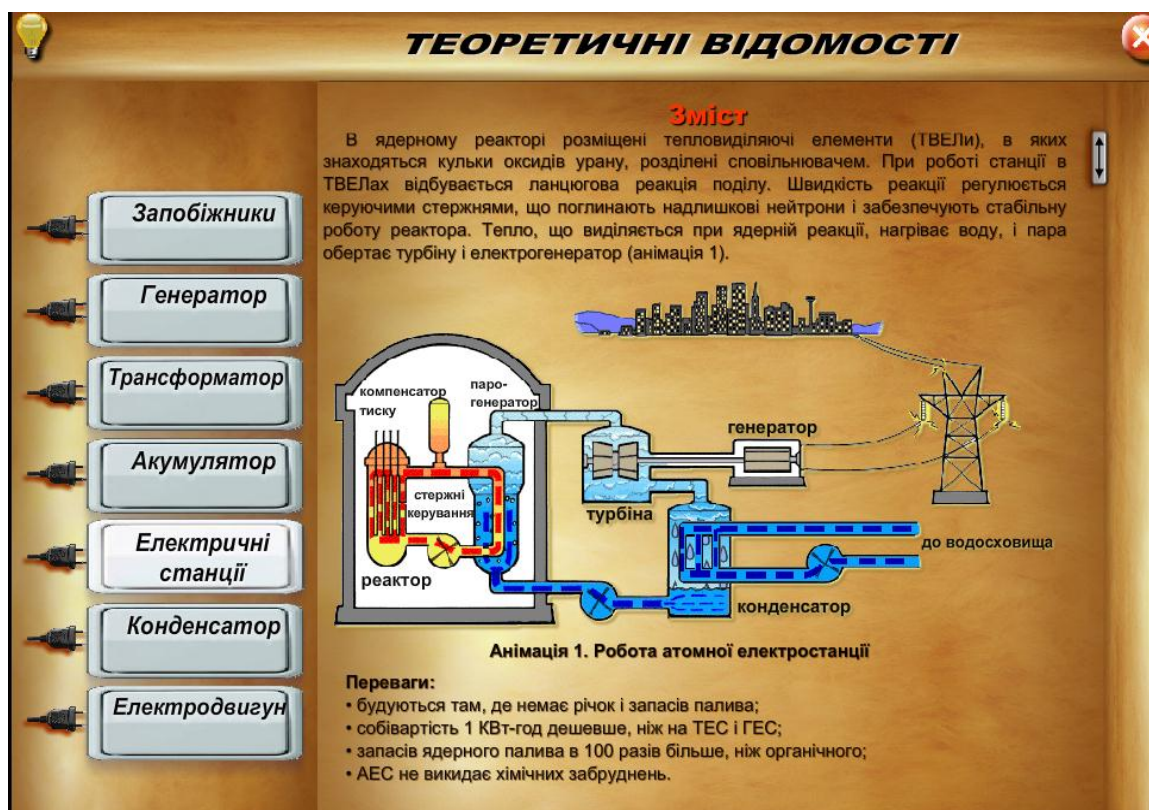 ТЕОРЕТИЧНІ ВІДОМОСТІ
Зміст
В ядерному реакторі розміщені тепловиділяючі елементи (ТВЕЛи), в яких
знаходяться кульки оксидів урану, розділені сповільнювачем. При роботі станції в
ТВЕЛах відбувається ланцюгова реакція поділу. Швидкість реакції регулюється
керуючими стержнями, що поглинають надлишкові нейтрони і забезпечують стабільну
роботу реактора. Тепло, що виділяється при ядерній реакції, нагріває воду, і пара
обертає турбіну і електрогенератор (анімація 1).
Запобіжники
Генератор
Трансформатор
Акумулятор
Електричні
станції
Конденсатор
Електродвигун
компенсатор
тиску
паро-
генератор
стержні
керування
реактор
турбіна
генератор
до водосховища
конденсатор
Анімація 1. Робота атомної електростанції
Переваги:
• будуються там, де немає річок і запасів палива;
• собівартість 1 КВт-год дешевше, ніж на ТЕС і ГЕС;
• запасів ядерного палива в 100 разів більше, ніж органічного;
• АЕС не викидає хімічних забруднень.